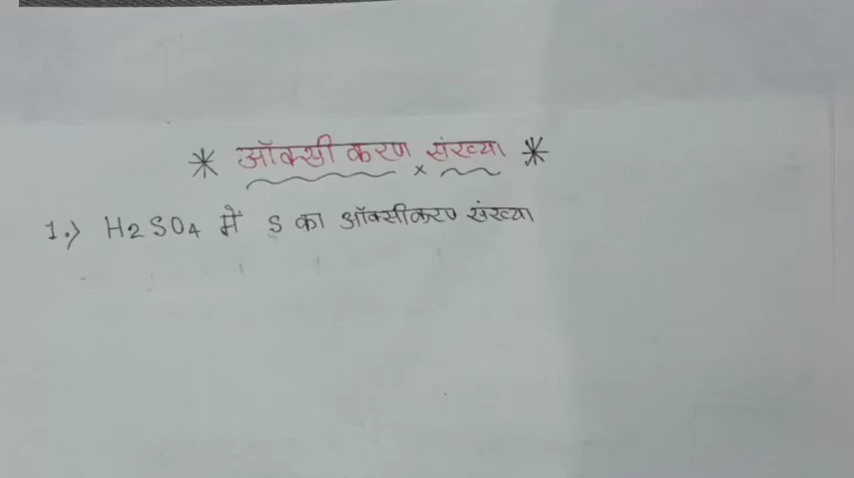 * ऑक्सीकरण संख्या *
1.) H2SO4 में S का ऑक्सीकरण संख्या